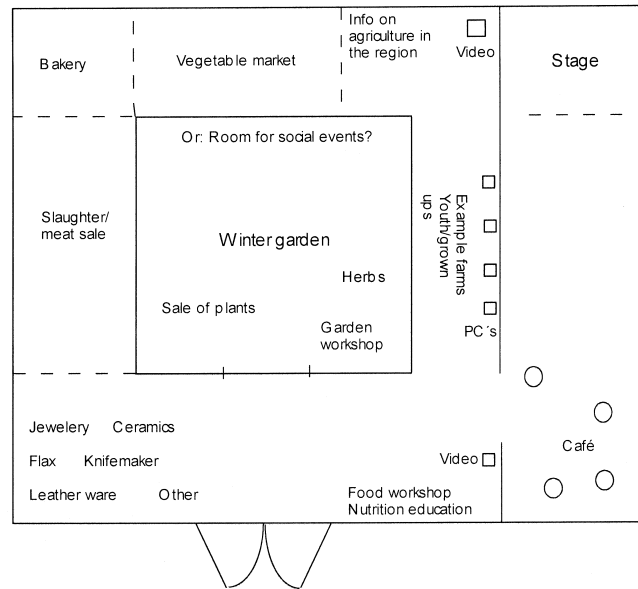 Bakery
Vegetable market
Info on
agriculture in
the region
Video
Stage
Or: Room for social events?
Slaughter/
meat sale
Winter garden
Herbs
Sale of plants
Garden
workshop
Example farms
Youth/grown
ups
PC´s
Jewelery Ceramics
Flax Knifemaker
Leather ware Other
Video
Food workshop
Nutrition education
Café